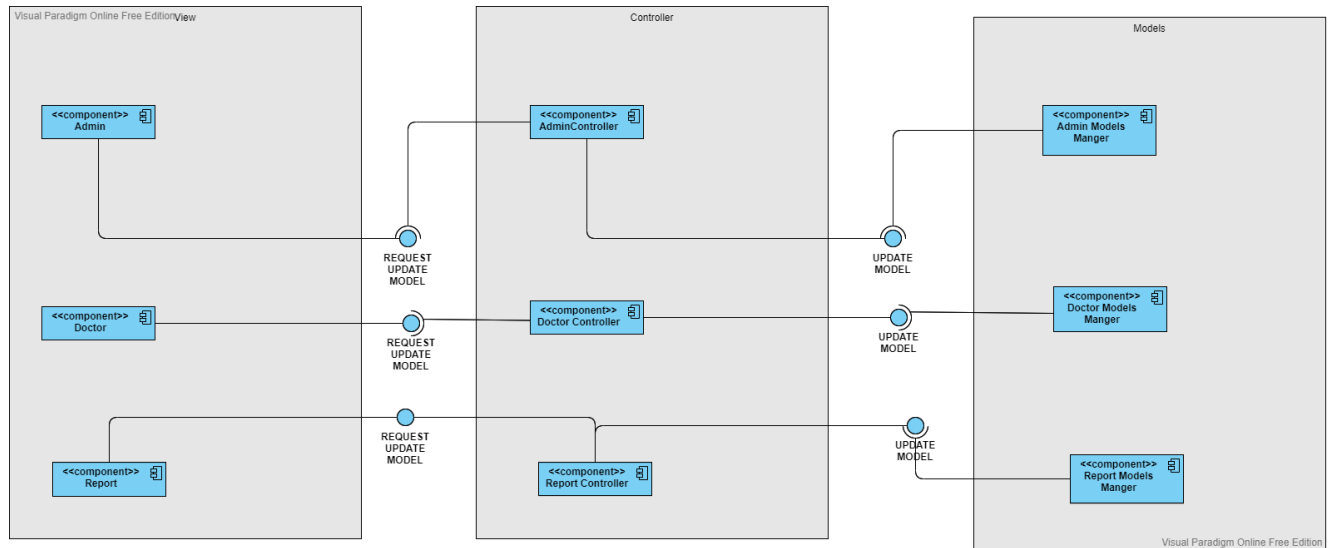 Visual Paradigm Online Free Edition
View
Controller
Models
<<component>>
Admin
<<component>>
AdminController
<<component>>
Admin Models
Manger
REQUEST
UPDATE
MODEL
UPDATE
MODEL
<<component>>
Doctor
<<component>>
Doctor Controller
<<component>>
Doctor Models
Manger
REQUEST
UPDATE
MODEL
UPDATE
MODEL
REQUEST
UPDATE
MODEL
UPDATE
MODEL
<<component>>
Report
<<component>>
Report Controller
<<component>>
Report Models
Manger
Visual Paradigm Online Free Edition